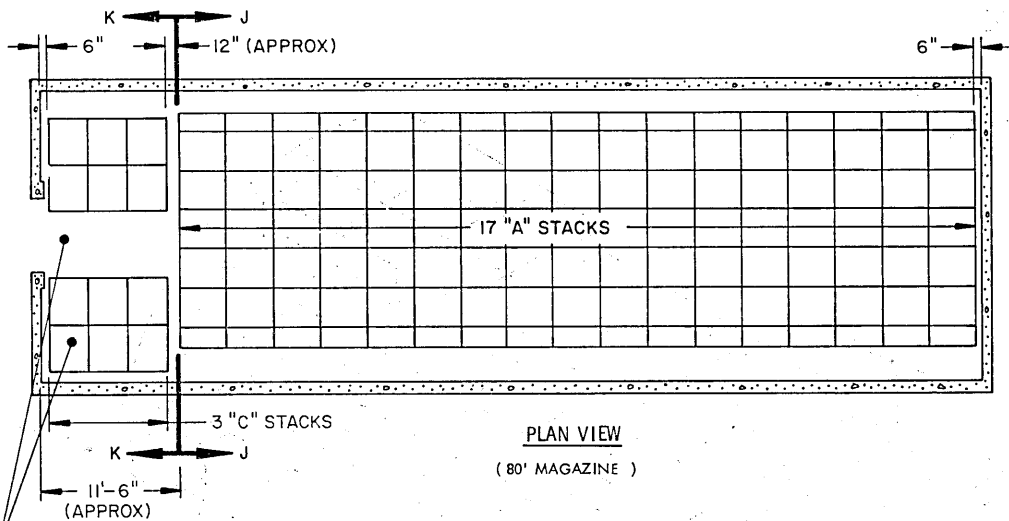 K J
6" 12" (APPROX) 6"
17 "A" STACKS
3 "C" STACKS
K J
PLAN VIEW
( 80' MAGAZINE )
11'-6"
(APPROX)